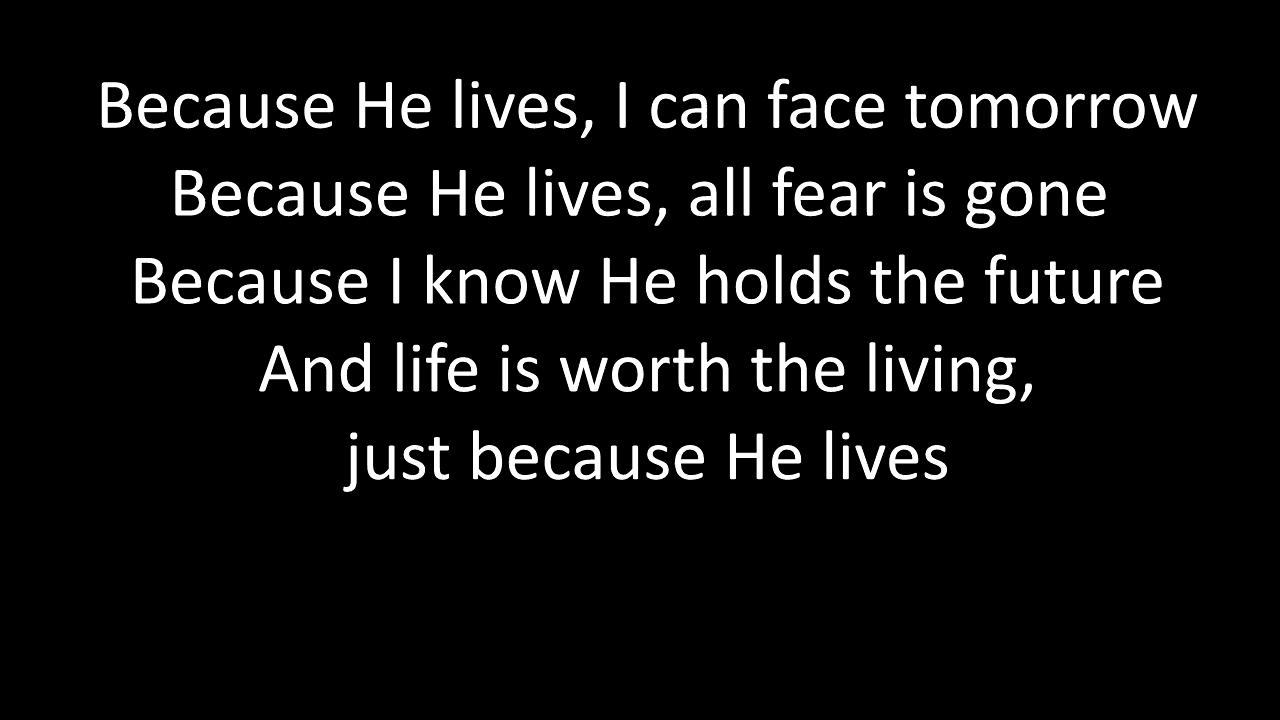 Because He lives, I can face tomorrow
Because He lives, all fear is gone
Because I know He holds the future
And life is worth the living,
just because He lives